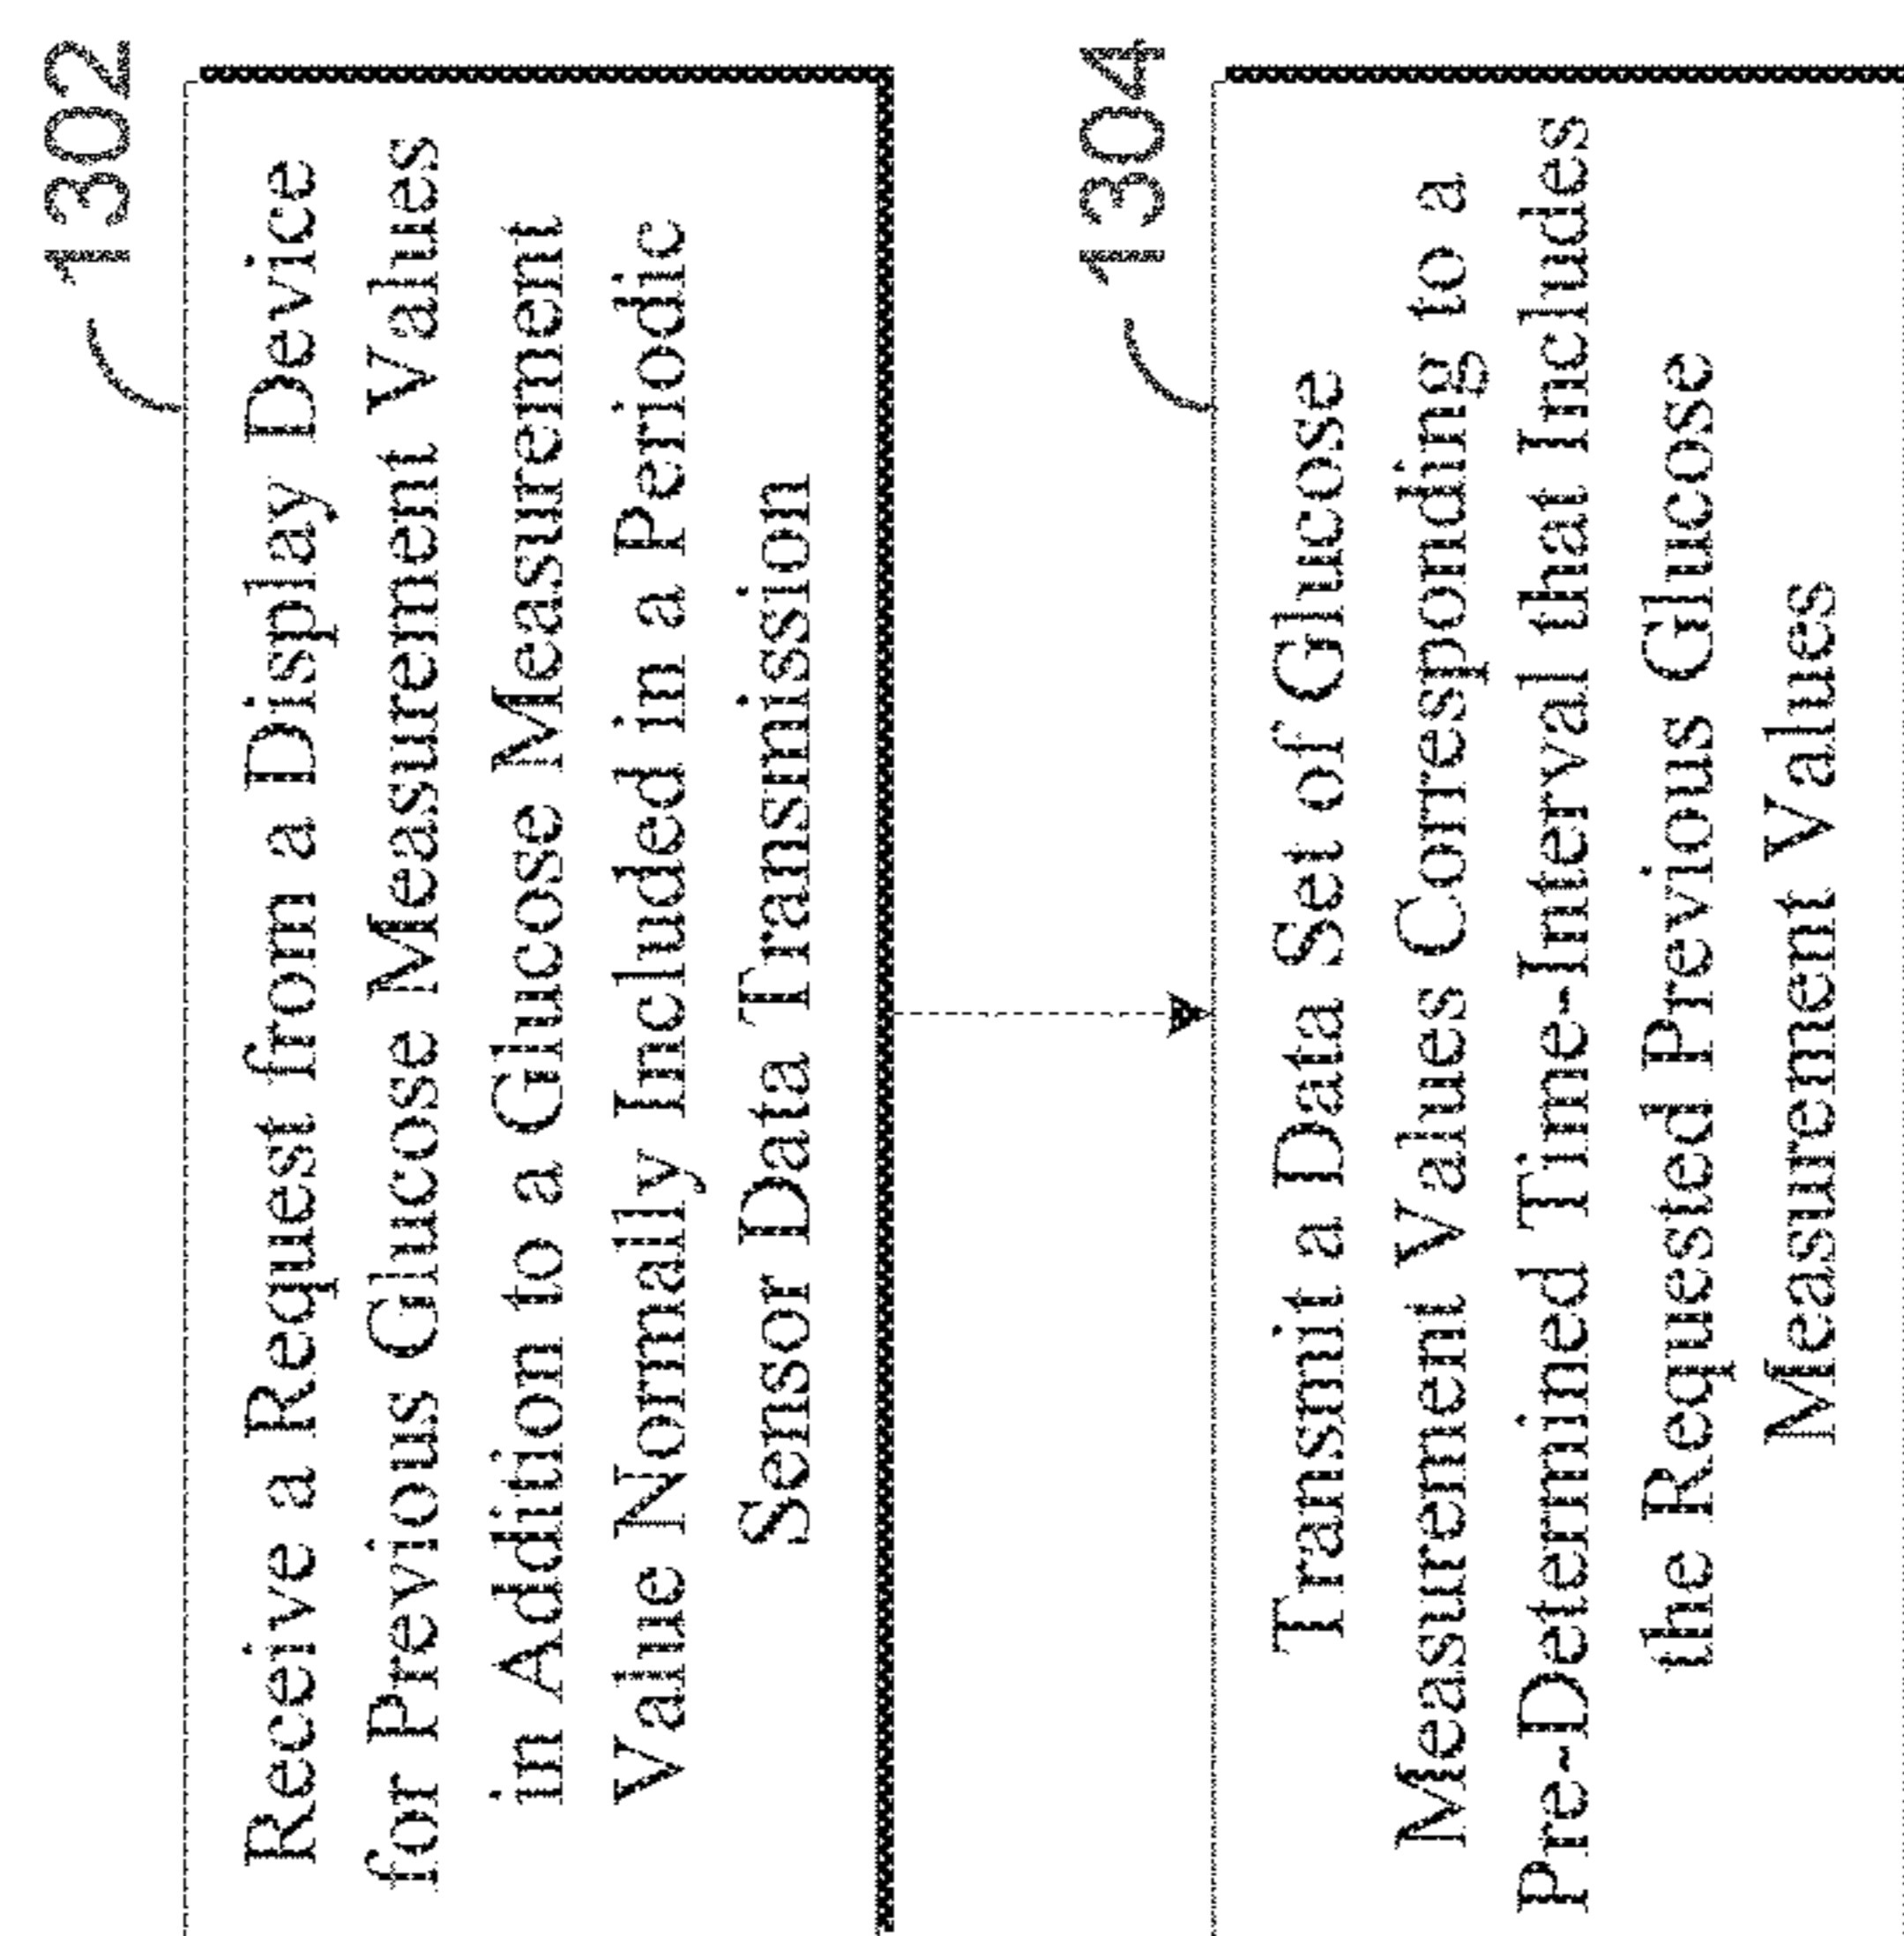 1302
Receive a Request from a Display Device
for Previous Glucose Measurement Values
in Addition to a Glucose Measurement
Value Normally Included in a Periodic
Sensor Data Transmission
1304
Transmit a Data Set of Glucose
Measurement Values Corresponding to a
Pre-Determined Time-Interval that Includes
the Requested Previous Glucose
Measurement Values